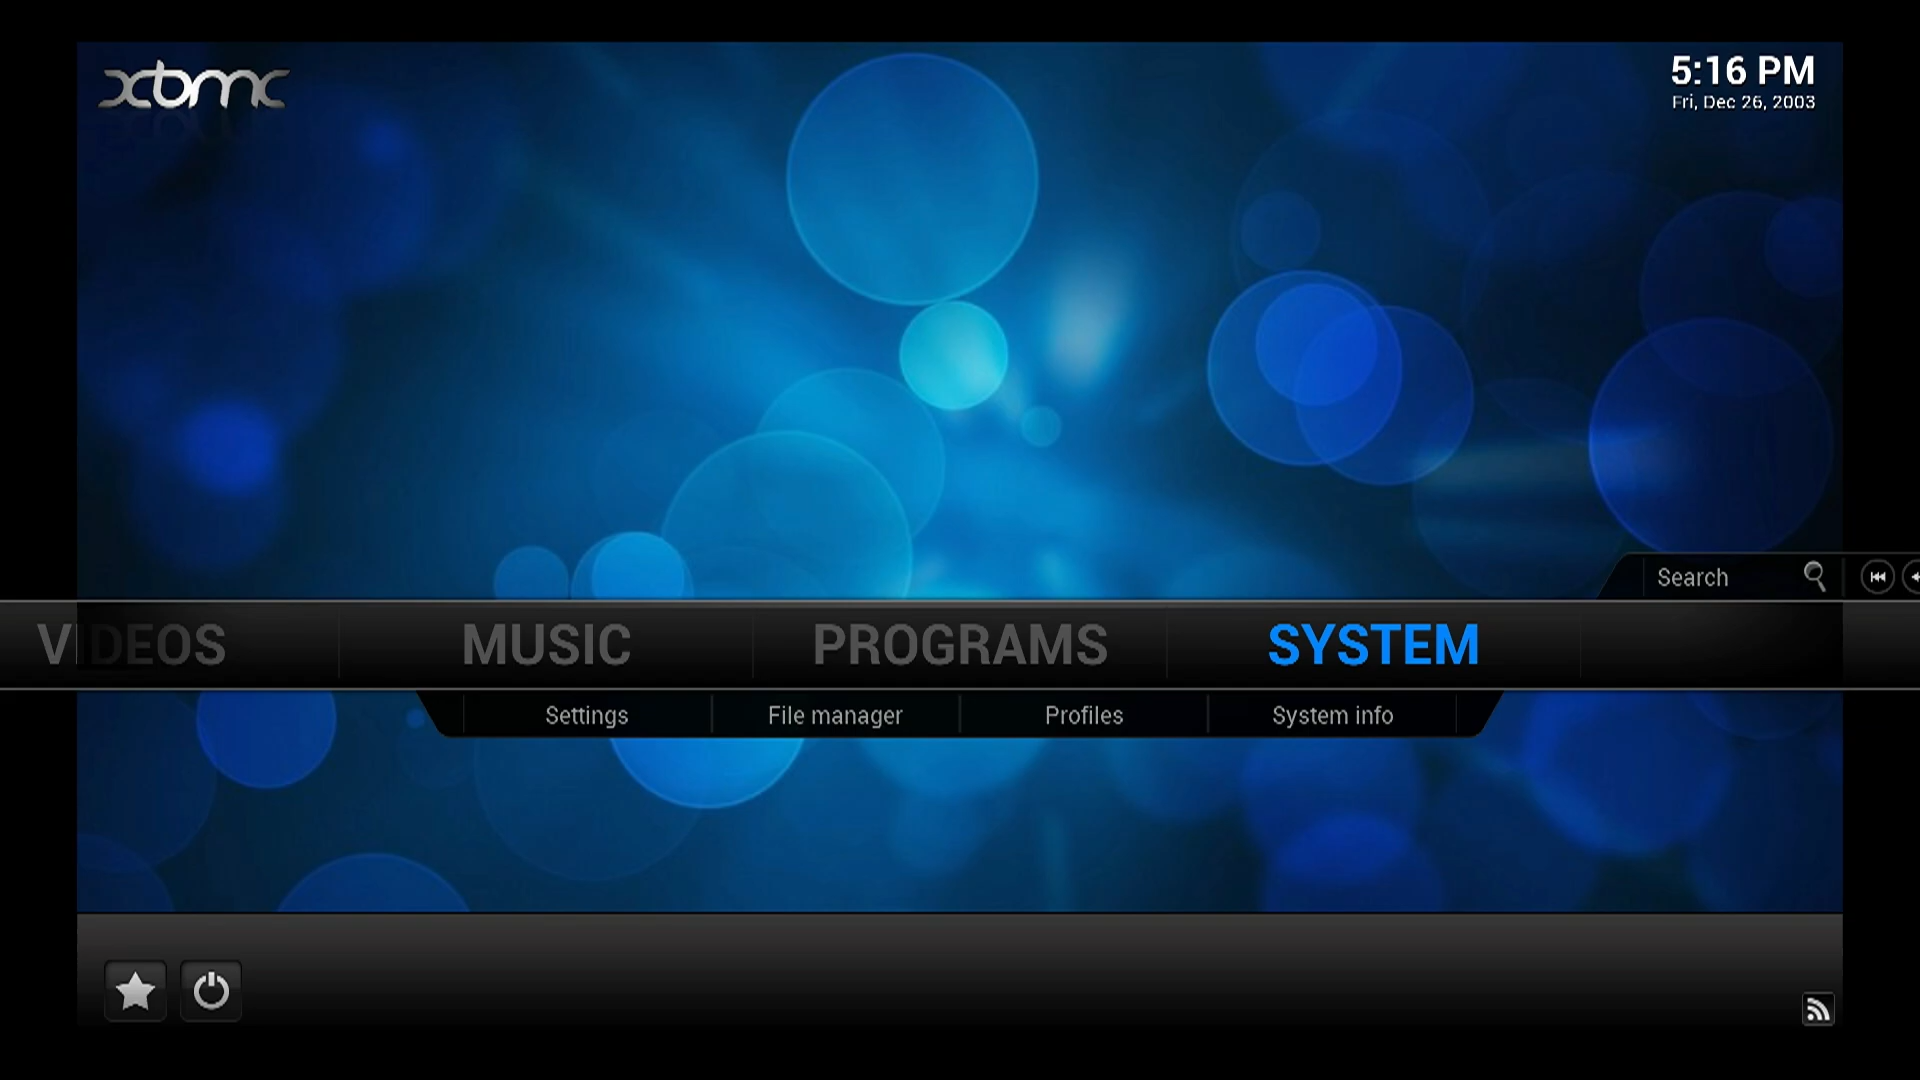 xbmc
5:16 PM
Fri, Dec 26, 2003
Search
VIDEOS MUSIC PROGRAMS SYSTEM
Settings File manager Profiles System info